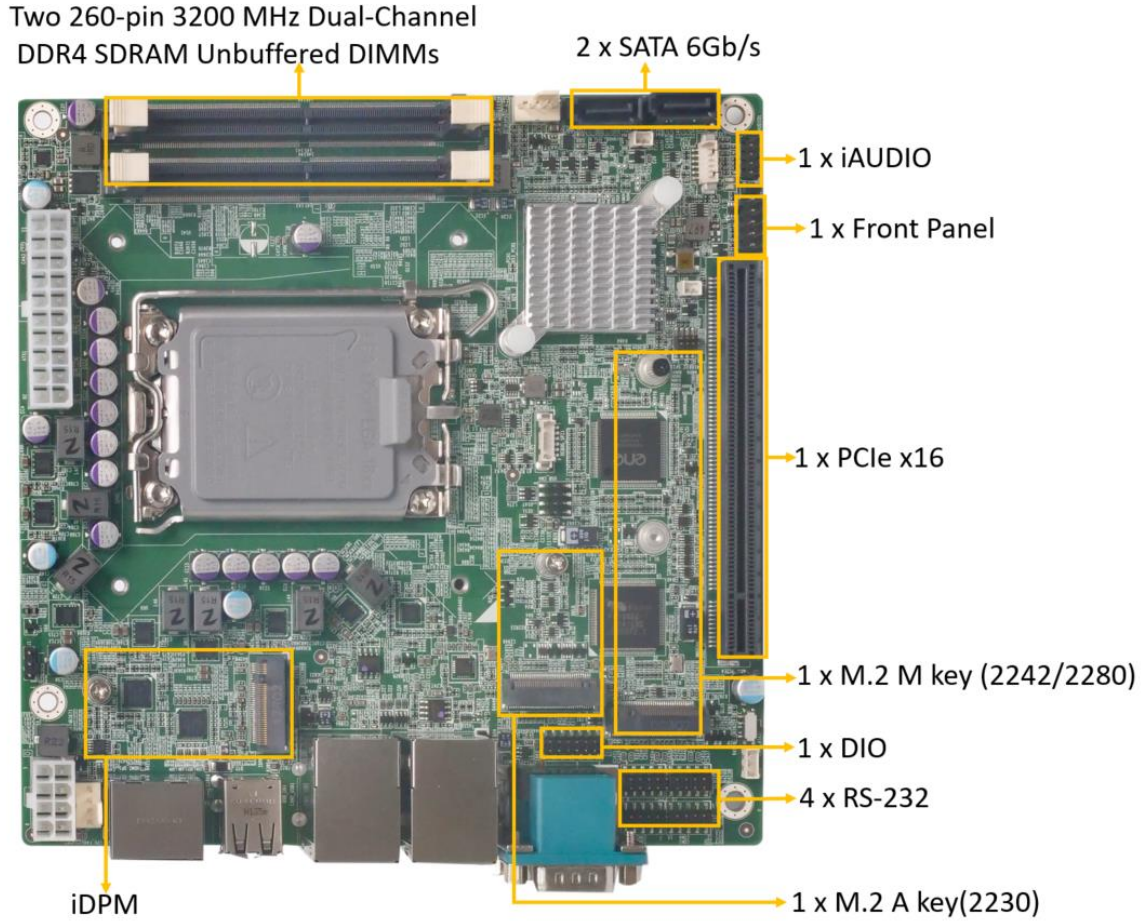 Two 260-pin 3200 MHz Dual-Channel
DDR4 SDRAM Unbuffered DIMMs
2 x SATA 6Gb/s
1 x iAUDIO
1 x Front Panel
1 x PCIe x16
1 x M.2 M key (2242/2280)
1 x DIO
4 x RS-232
iDPM
1 x M.2 A key(2230)